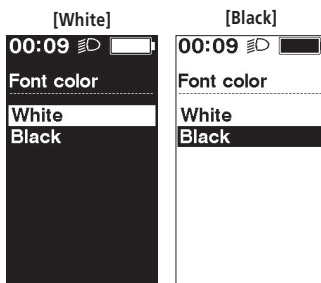 [White]
00:09
Font color
White
Black
[Black]
00:09
Font color
White
Black